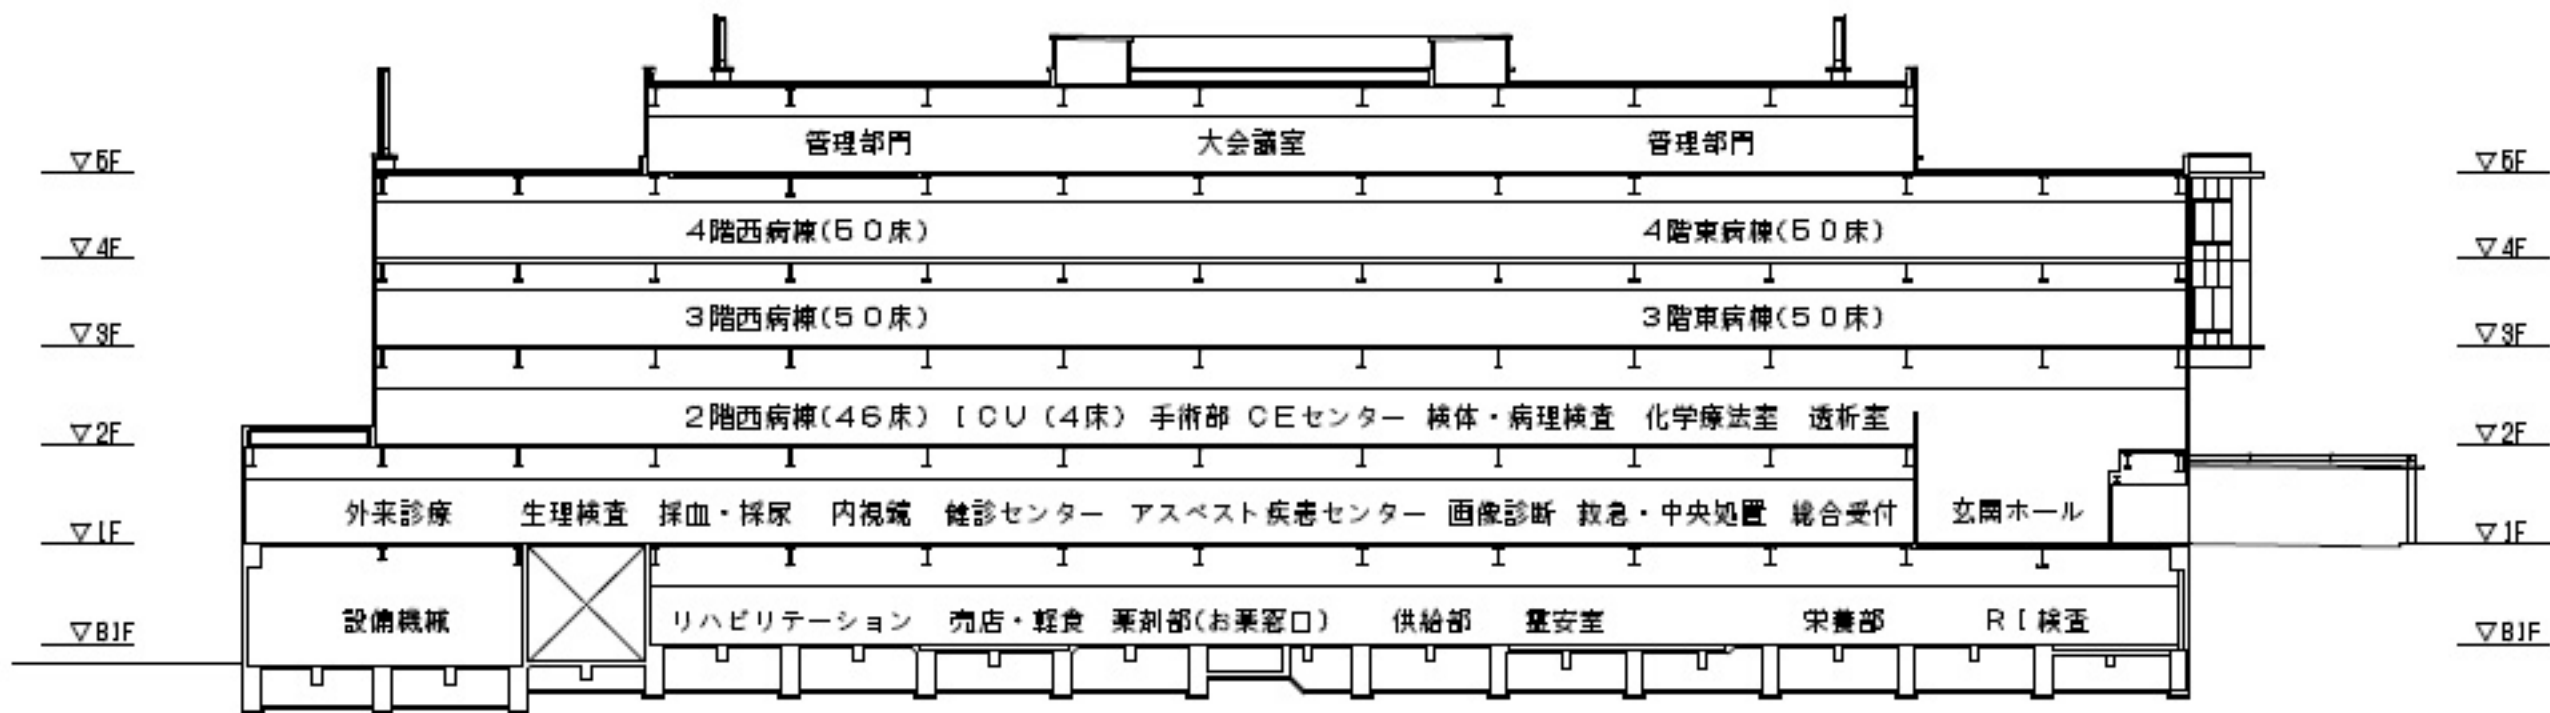 管理部門 大会議室 管理部門
▽5F ▽5F
4階西病棟(50床) 4階東病棟(50床)
▽4F ▽4F
3階西病棟(50床) 3階東病棟(50床)
▽3F ▽3F
2階西病棟(46床) ICU(4床) 手術部 CEセンター 検体・病理検査 化学療法室 透析室
▽2F ▽2F
外来診療 生理検査 採血・採尿 内視鏡 健診センター アスベスト疾患センター 画像診断 救急・中央処置 総合受付 玄関ホール
▽1F ▽1F
設備機械 リハビリテーション 売店・軽食 薬剤部(お薬窓口) 供給部 霊安室 栄養部 RI検査
▽B1F ▽B1F